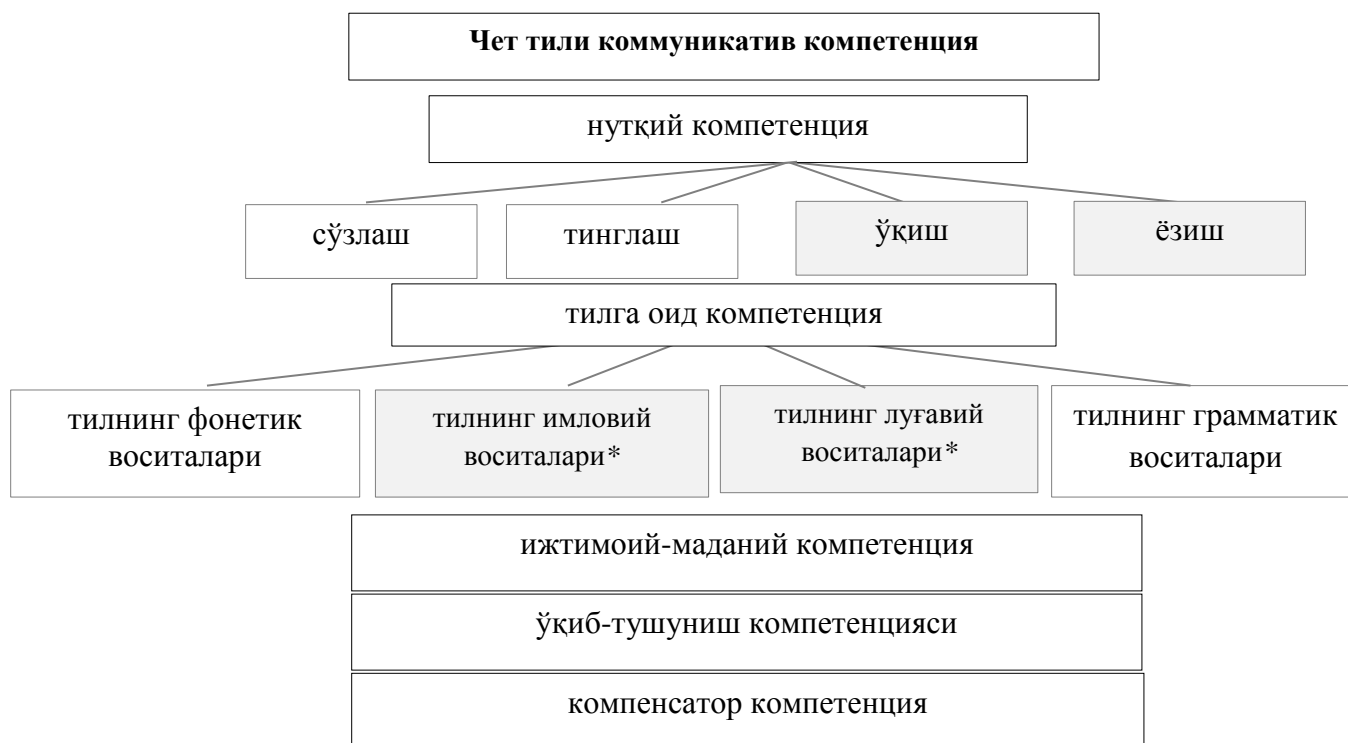 Чет тили коммуникатив компетенция
нутқий компетенция
сўзлаш
тинглаш
ўқиш
ёзиш
тилга оид компетенция
тилнинг фонетик
воситалари
тилнинг имловий
воситалари*
тилнинг луғавий
воситалари*
тилнинг грамматик
воситалари
ижтимоий-маданий компетенция
ўқиб-тушуниш компетенцияси
компенсатор компетенция